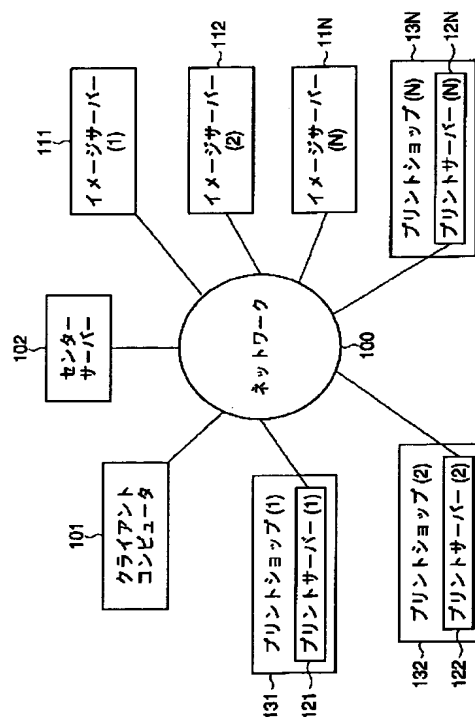 101
クライアント
コンピュータ
102
センター
サーバー
111
イメージサーバー
(1)
112
イメージサーバー
(2)
11N
イメージサーバー
(N)
ネットワーク
100
131
プリントショップ(1)
プリントサーバー(1)
121
132
プリントショップ(2)
プリントサーバー(2)
122
13N
プリントショップ(N)
プリントサーバー(N)
12N